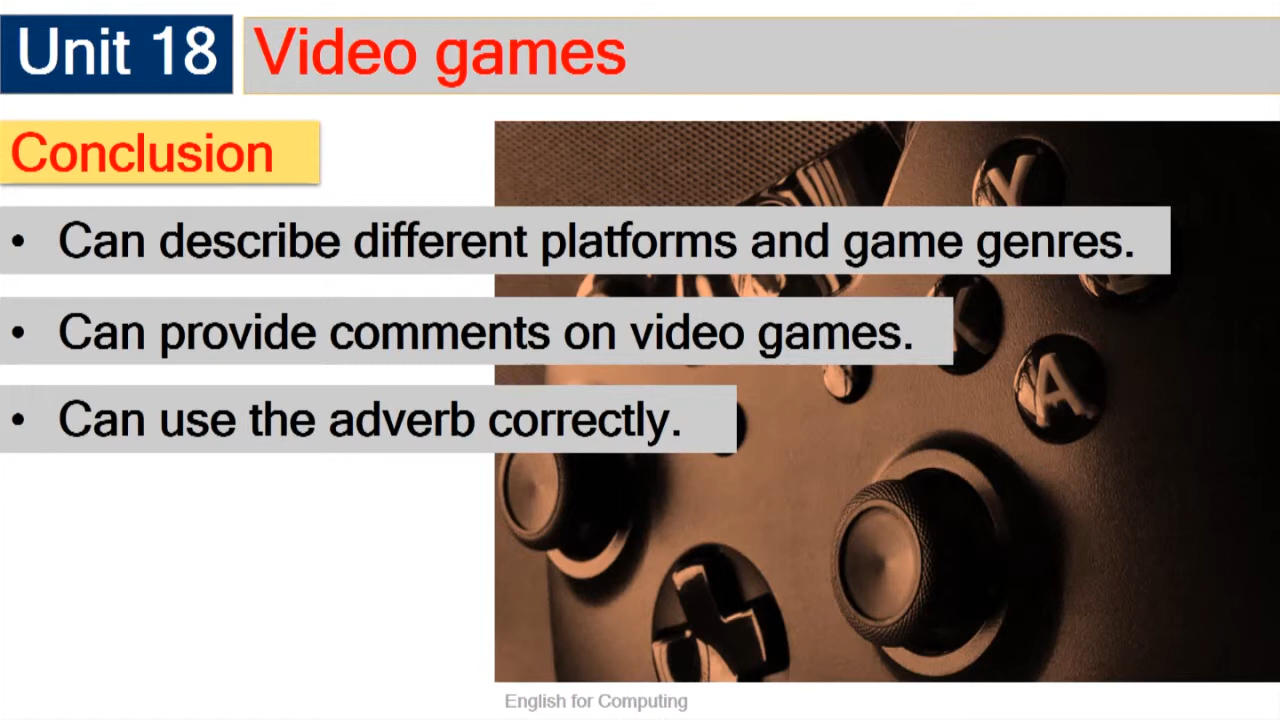 Unit 18 Video games
Conclusion
• Can describe different platforms and game genres.
• Can provide comments on video games.
• Can use the adverb correctly.
Y
X
A
English for Computing